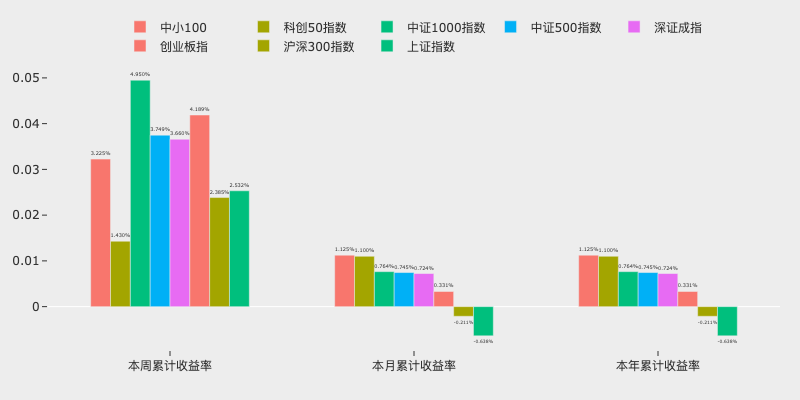 中小100 科创50指数 中证1000指数 中证500指数 深证成指
创业板指 沪深300指数 上证指数
0.05
0.04
0.03
0.02
0.01
0
3.225% 1.430% 4.950% 3.749% 3.660% 4.189% 2.385% 2.532%
1.125% 1.100% 0.764% 0.745% 0.724% 0.331% -0.211% -0.638%
1.125% 1.100% 0.764% 0.745% 0.724% 0.331% -0.211% -0.638%
本周累计收益率 本月累计收益率 本年累计收益率